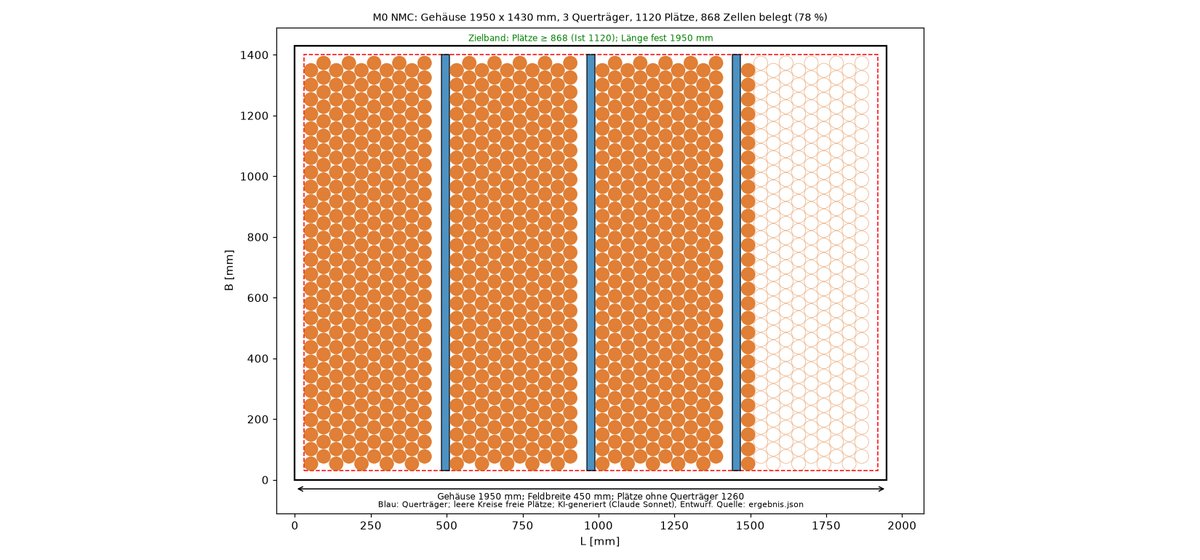 M0 NMC: Gehäuse 1950 x 1430 mm, 3 Querträger, 1120 Plätze, 868 Zellen belegt (78 %)
Zielband: Plätze ≥ 868 (Ist 1120); Länge fest 1950 mm
1400
1200
1000
800
600
400
200
0
B [mm]
Gehäuse 1950 mm; Feldbreite 450 mm; Plätze ohne Querträger 1260
Blau: Querträger; leere Kreise freie Plätze; KI-generiert (Claude Sonnet), Entwurf. Quelle: ergebnis.json
0 250 500 750 1000 1250 1500 1750 2000
L [mm]